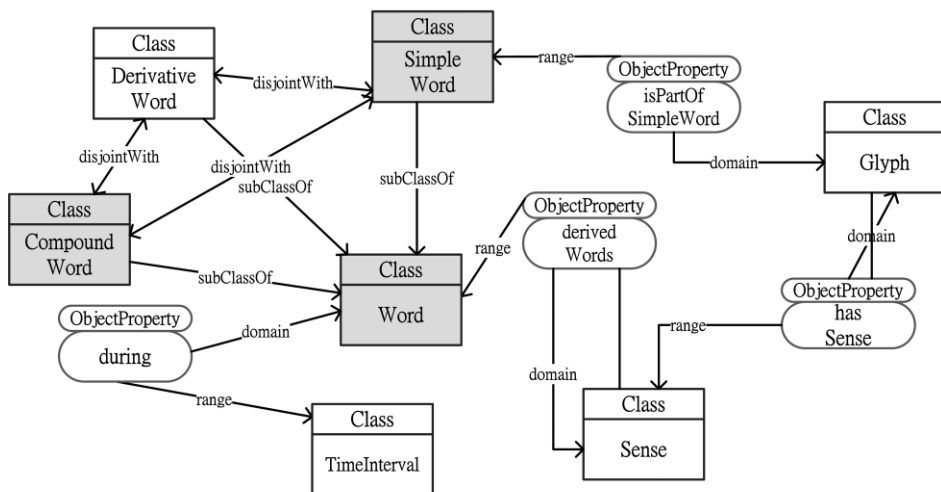 Class
Derivative
Word
Class
Simple
Word
disjointWith
range
ObjectProperty
isPartOf
SimpleWord
Class
Glyph
domain
disjointWith
disjointWith
subClassOf
subClassOf
Class
Compound
Word
subClassOf
Class
Word
range
ObjectProperty
derived
Words
domain
ObjectProperty
has
Sense
range
ObjectProperty
during
domain
range
domain
Class
Sense
Class
TimeInterval